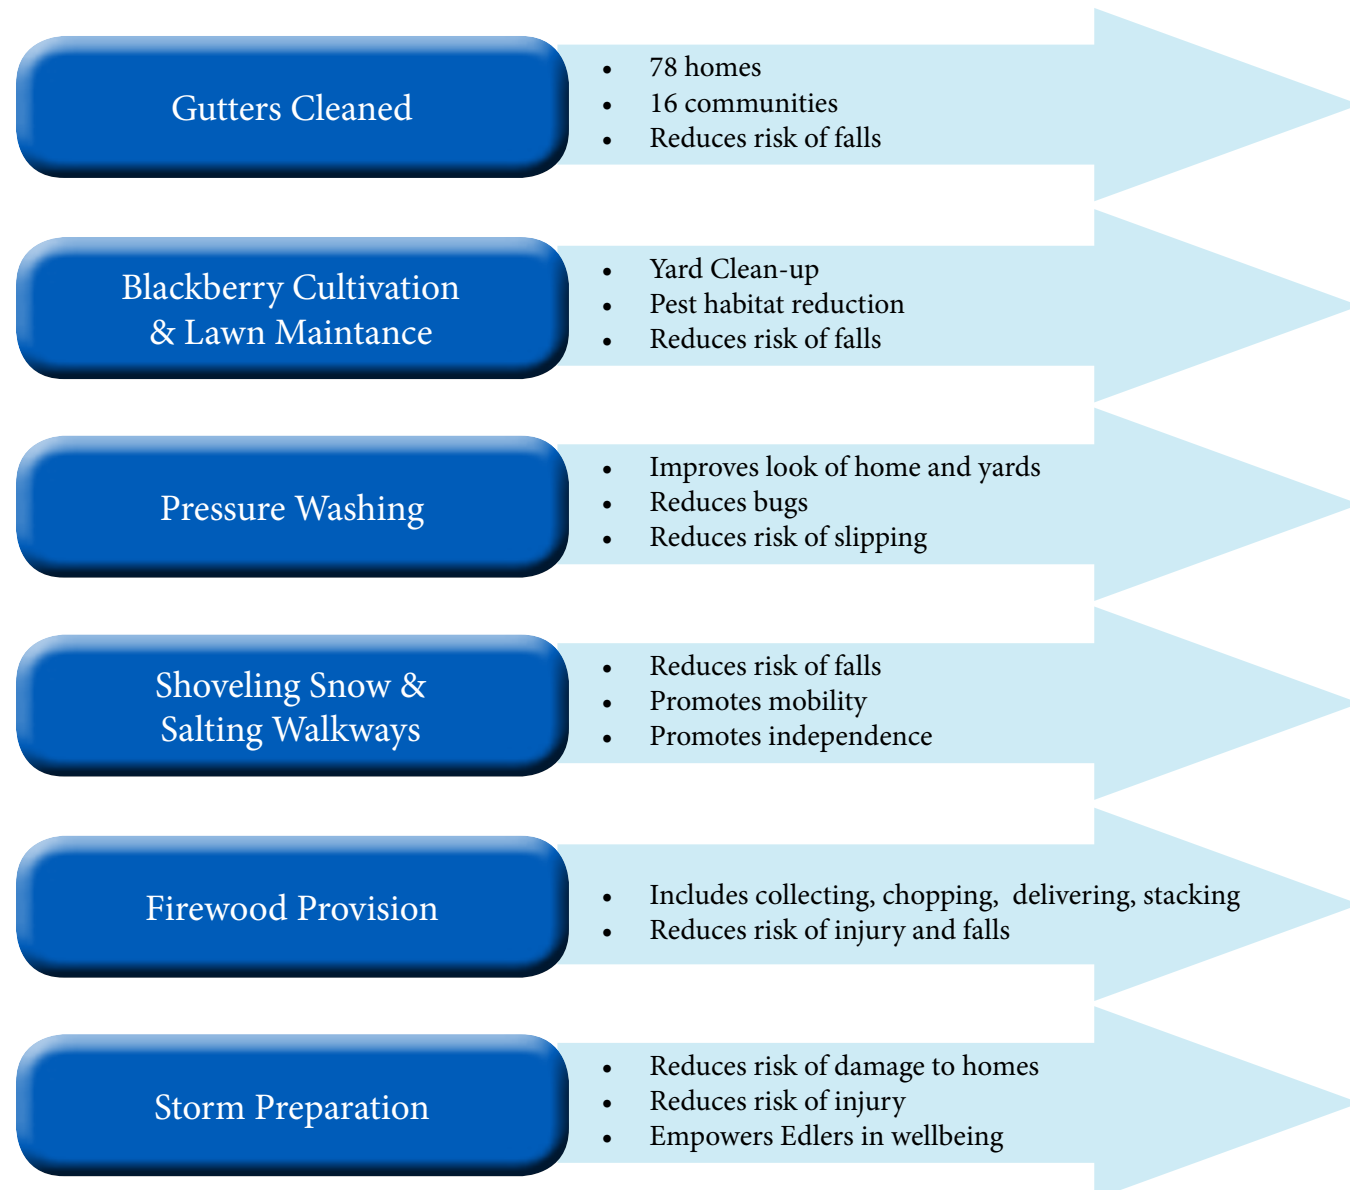 Gutters Cleaned
• 78 homes
• 16 communities
• Reduces risk of falls
Blackberry Cultivation
& Lawn Maintance
• Yard Clean-up
• Pest habitat reduction
• Reduces risk of falls
Pressure Washing
• Improves look of home and yards
• Reduces bugs
• Reduces risk of slipping
Shoveling Snow &
Salting Walkways
• Reduces risk of falls
• Promotes mobility
• Promotes independence
Firewood Provision
• Includes collecting, chopping, delivering, stacking
• Reduces risk of injury and falls
Storm Preparation
• Reduces risk of damage to homes
• Reduces risk of injury
• Empowers Edlers in wellbeing